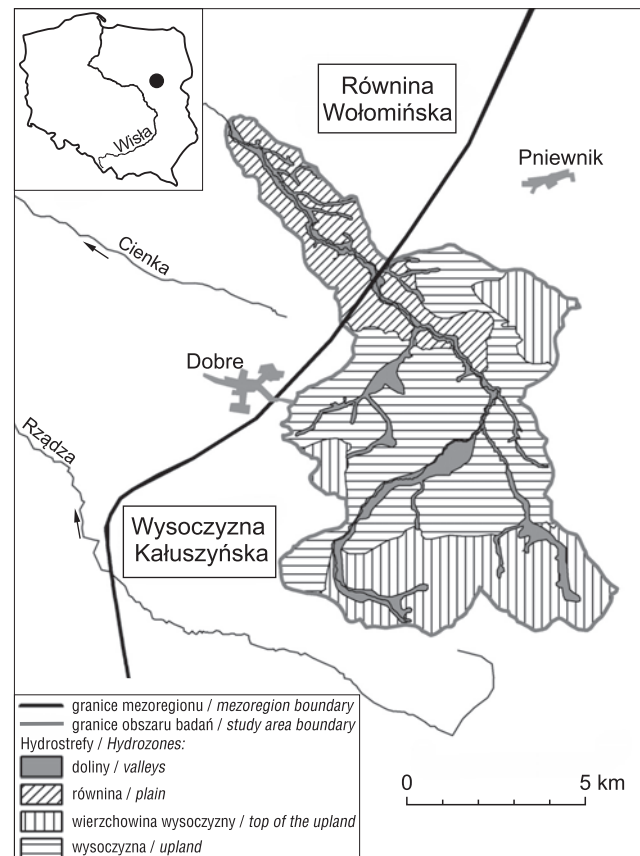 Wisła
Równina
Wołomińska
Pniewnik
Cienka
Dobre
Rządza
Wysoczyzna
Kałuszyńska
granice mezoregionu / mezoregion boundary
granice obszaru badań / study area boundary
Hydrostrefy / Hydrozones:
doliny / valleys
równina / plain
wierzchowina wysoczyzny / top of the upland
wysoczyzna / upland
0 5 km